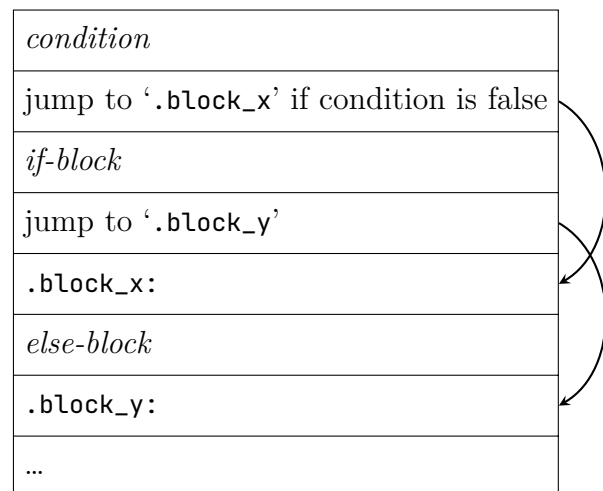 condition
jump to ‘.block_x’ if condition is false
if-block
jump to ‘.block_y’
.block_x:
else-block
.block_y:
…